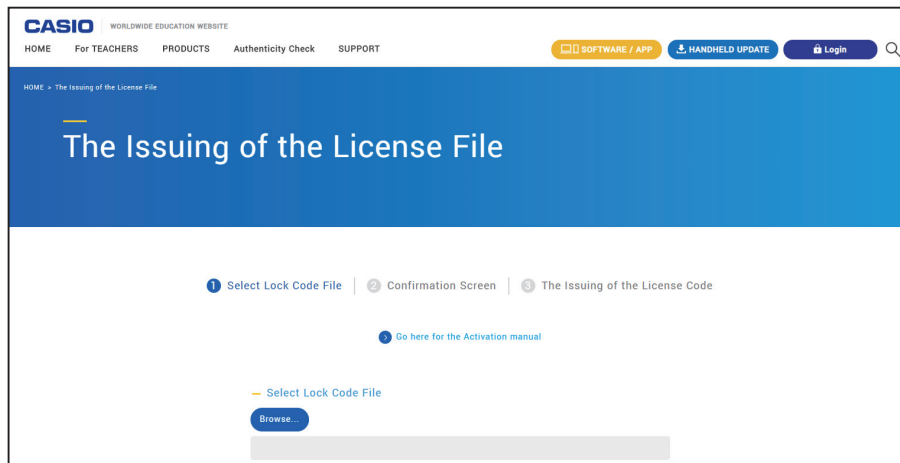 CASIO WORLDWIDE EDUCATION WEBSITE
HOME For TEACHERS PRODUCTS Authenticity Check SUPPORT SOFTWARE / APP HANDHELD UPDATE Login
HOME > The Issuing of the License File
The Issuing of the License File
1 Select Lock Code File 2 Confirmation Screen 3 The Issuing of the License Code
Go here for the Activation manual
Select Lock Code File
Browse...